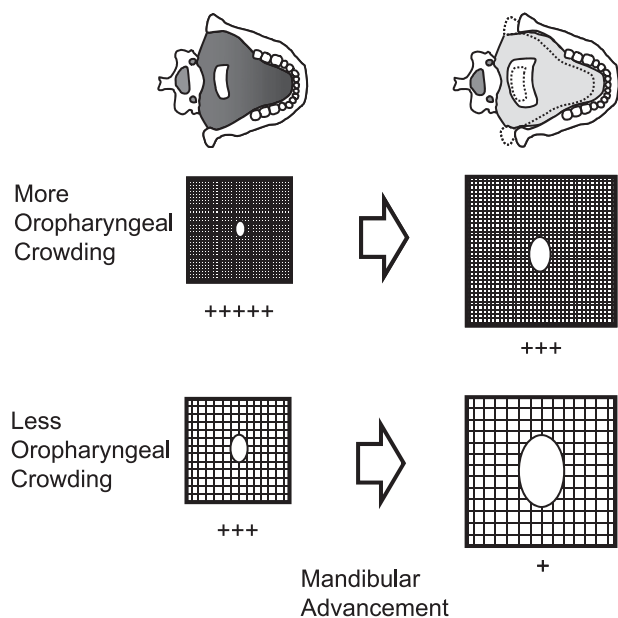 More
Oropharyngeal
Crowding
+++++
+++
Less
Oropharyngeal
Crowding
+++
+
Mandibular
Advancement